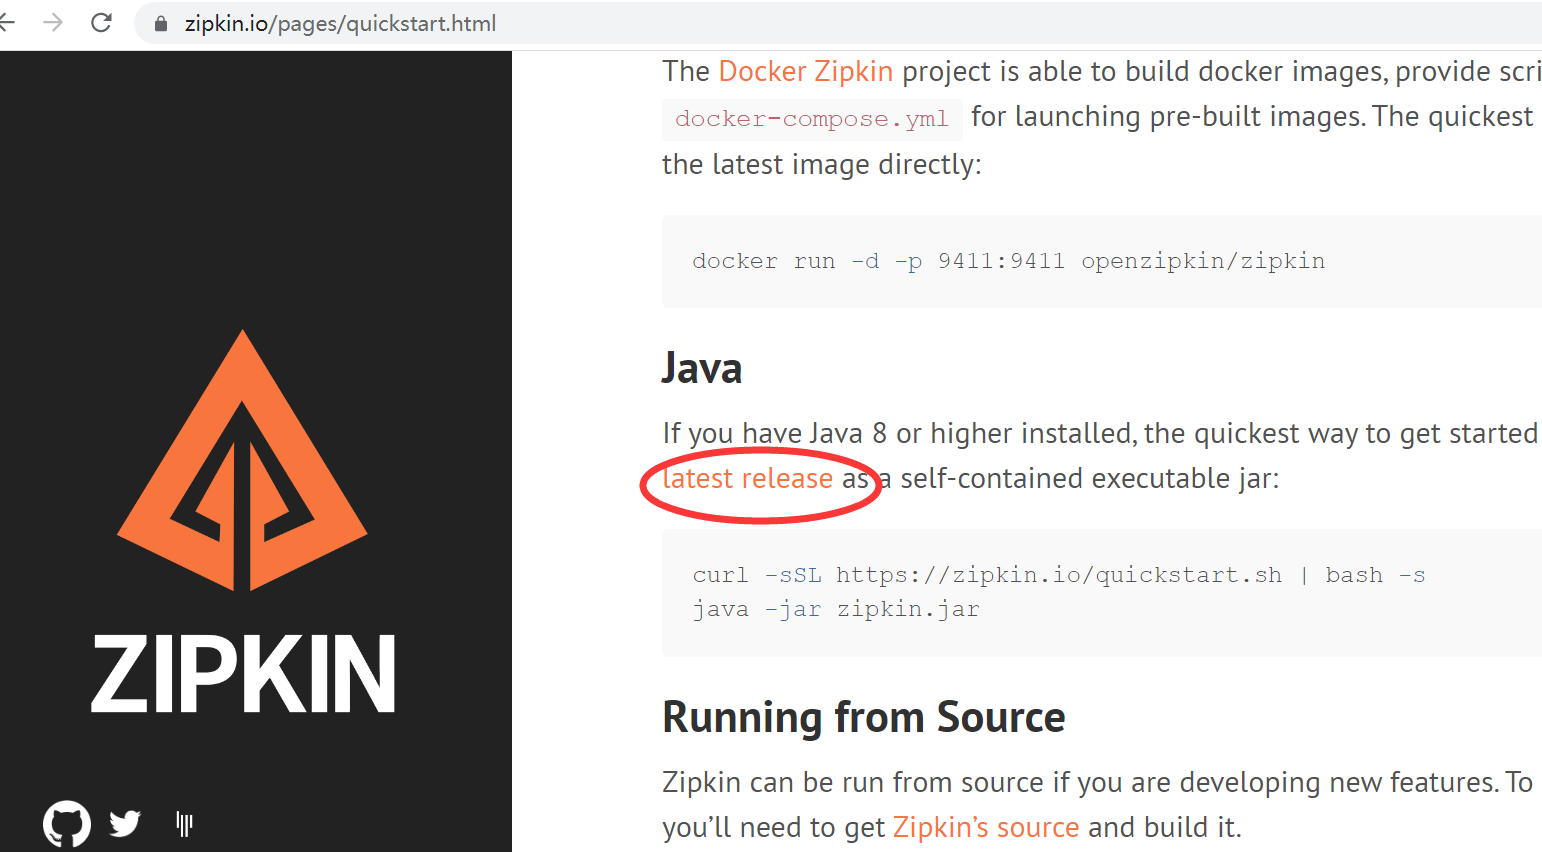 zipkin.io/pages/quickstart.html
The Docker Zipkin project is able to build docker images, provide scri
docker-compose.yml for launching pre-built images. The quickest
the latest image directly:
docker run -d -p 9411:9411 openzipkin/zipkin
Java
If you have Java 8 or higher installed, the quickest way to get started
latest release as a self-contained executable jar:
curl -sSL https://zipkin.io/quickstart.sh | bash -s
java -jar zipkin.jar
Running from Source
Zipkin can be run from source if you are developing new features. To
you’ll need to get Zipkin’s source and build it.
ZIPKIN